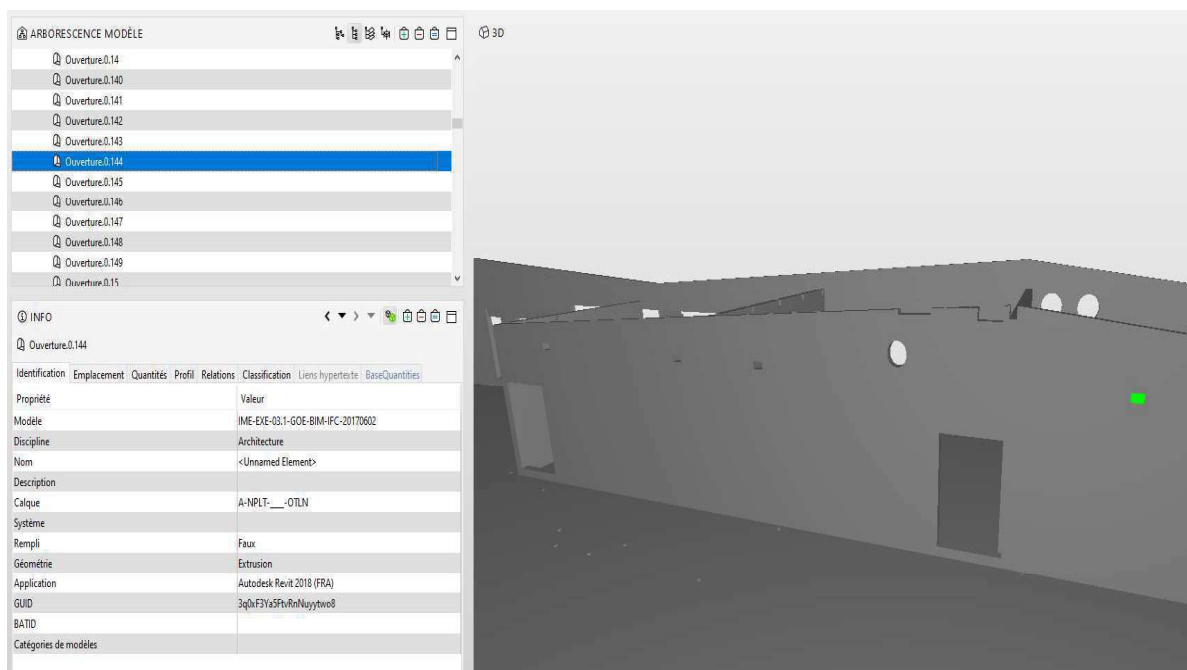 ARBORESCENCE MODÈLE
3D
Ouverture.0.14
Ouverture.0.140
Ouverture.0.141
Ouverture.0.142
Ouverture.0.143
Ouverture.0.144
Ouverture.0.145
Ouverture.0.146
Ouverture.0.147
Ouverture.0.148
Ouverture.0.149
Ouverture.0.15
INFO
Ouverture.0.144
Identification Emplacement Quantités Profil Relations Classification Liens hypertexte BaseQuantities
Propriété Valeur
Modèle IME-EXE-03.1-GOE-BIM-IFC-20170602
Discipline Architecture
Nom <Unnamed Element>
Description
Calque A-NPLT-___-OTLN
Système
Rempli Faux
Géométrie Extrusion
Application Autodesk Revit 2018 (FRA)
GUID 3q0xF3Ya5FtvRnNuyytwo8
BATID
Catégories de modèles